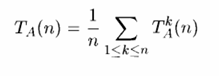 $T_A(n) = \frac{1}{n} \sum_{1 \leq k \leq n} T_A^k(n)$